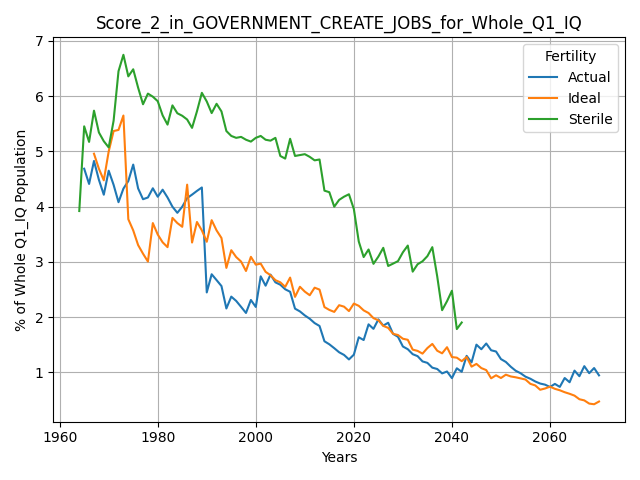 Score_2_in_GOVERNMENT_CREATE_JOBS_for_Whole_Q1_IQ
% of Whole Q1_IQ Population
7
6
5
4
3
2
1
Fertility
Actual
Ideal
Sterile
1960 1980 2000 2020 2040 2060
Years